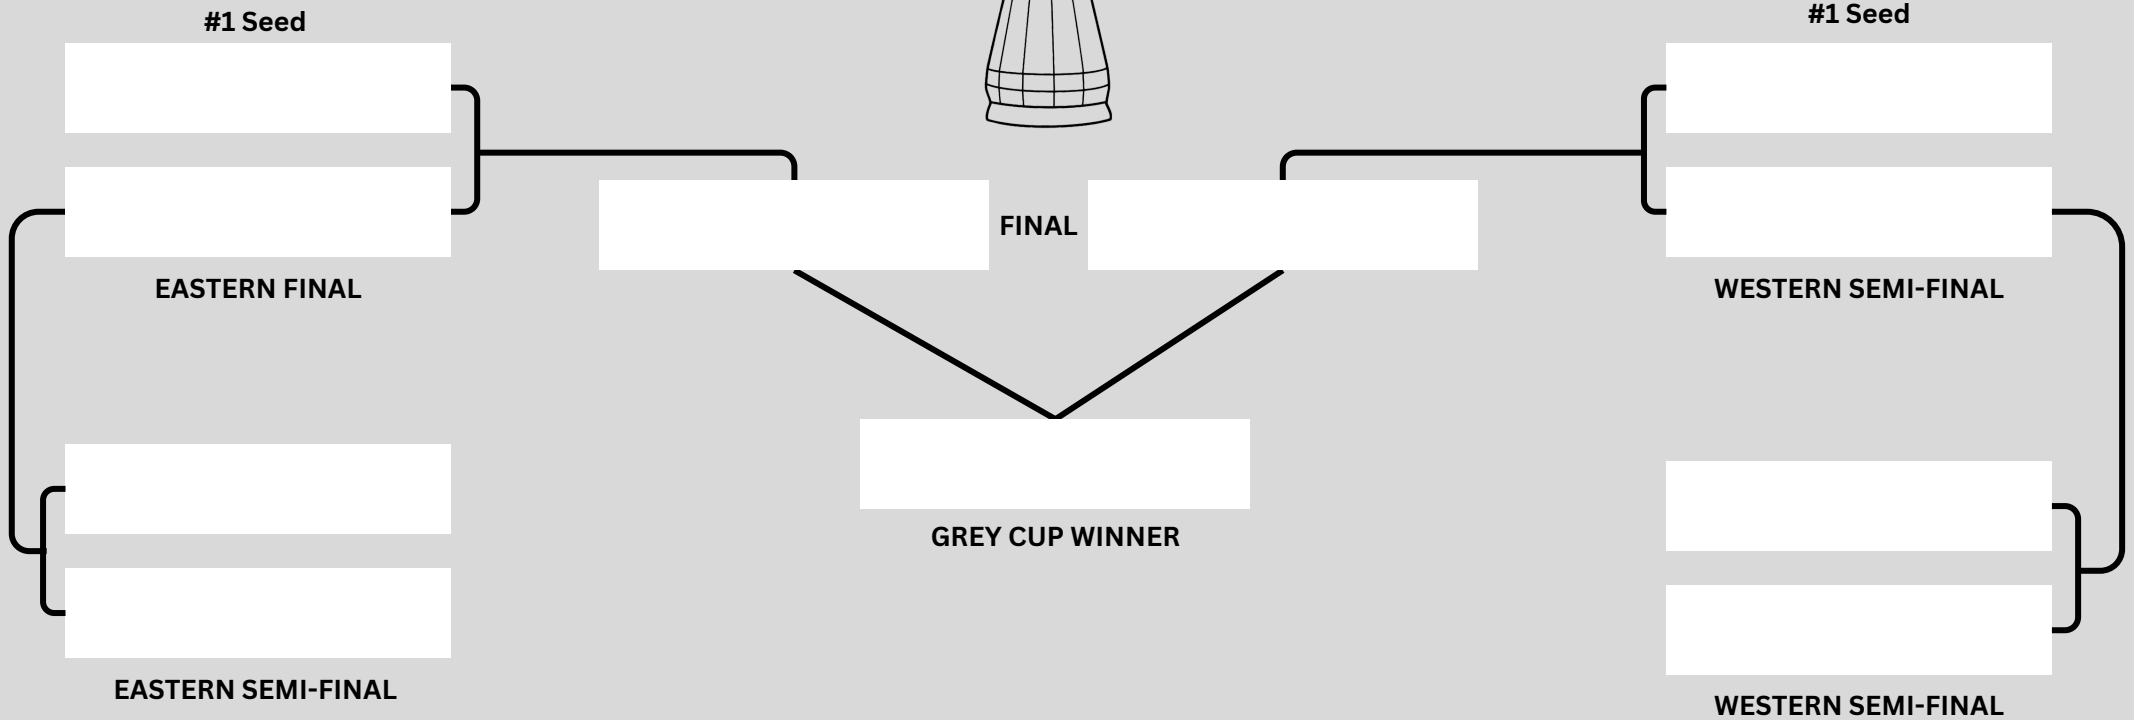 #1 Seed
#1 Seed
FINAL
EASTERN FINAL
WESTERN SEMI-FINAL
GREY CUP WINNER
EASTERN SEMI-FINAL
WESTERN SEMI-FINAL